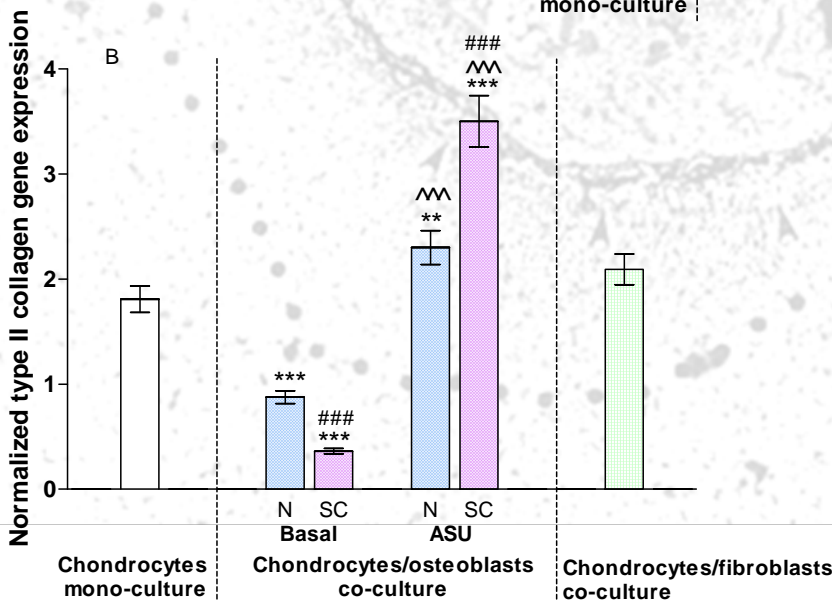 mono-culture
Normalized type II collagen gene expression
B
###
^^^
***
4
3
^^^
**
2
***
1
###
***
0
N SC N SC
Basal ASU
Chondrocytes
mono-culture
Chondrocytes/osteoblasts
co-culture
Chondrocytes/fibroblasts
co-culture